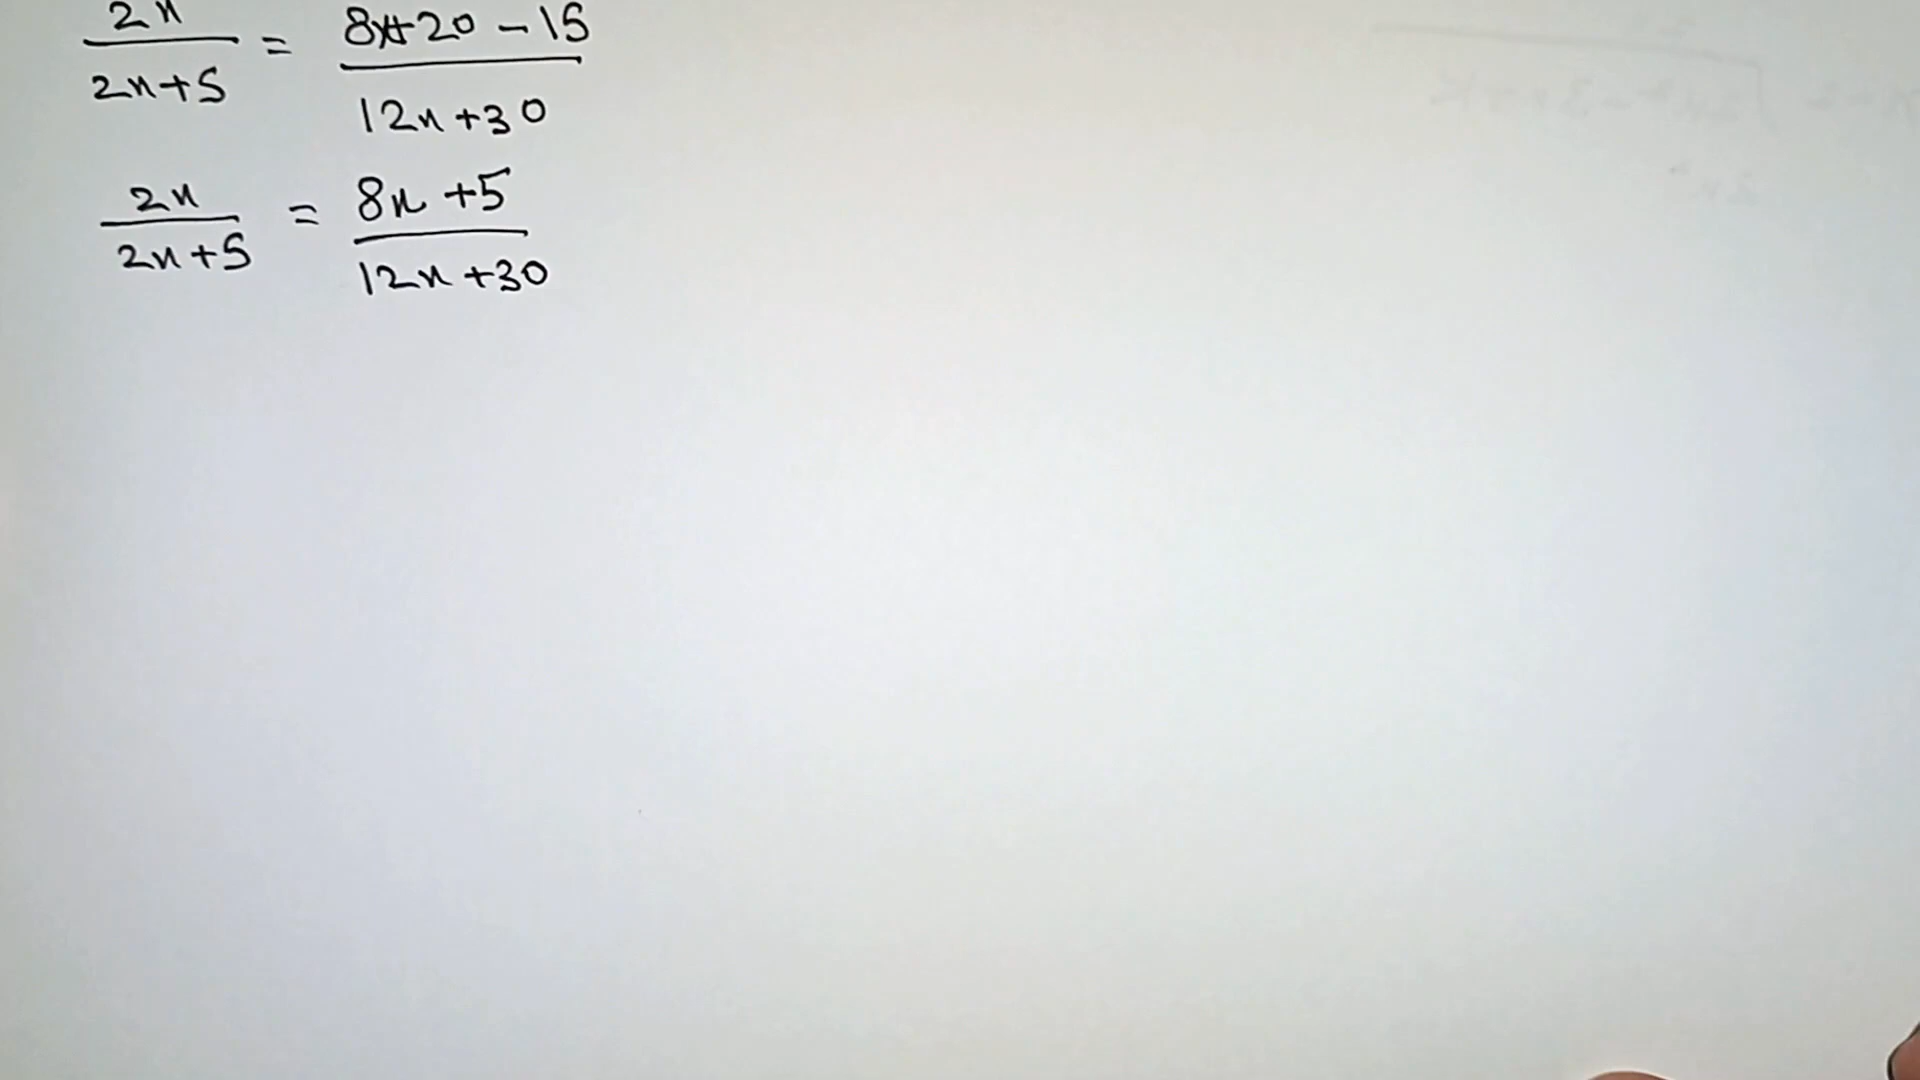 2x
2x+5 = 8x+20-15
12x+30
2x
2x+5 = 8x+5
12x+30